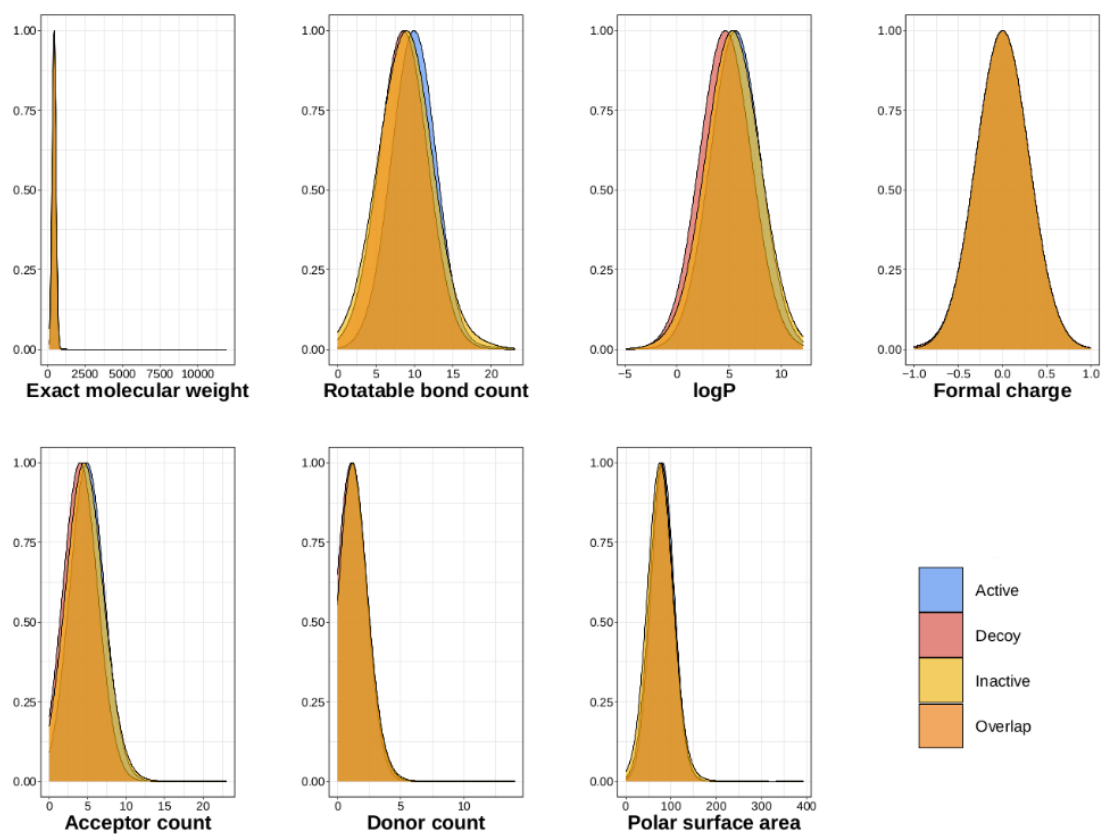 1.00 1.00 1.00 1.00
0.75 0.75 0.75 0.75
0.50 0.50 0.50 0.50
0.25 0.25 0.25 0.25
0.00 0.00 0.00 0.00
0 2500 5000 7500 10000 0 5 10 15 20 −5 0 5 10 −1.0 −0.5 0.0 0.5 1.0
Exact molecular weight Rotatable bond count logP Formal charge
1.00 1.00 1.00
0.75 0.75 0.75
0.50 0.50 0.50
0.25 0.25 0.25
0.00 0.00 0.00
0 5 10 15 20 0 5 10 0 100 200 300 400
Acceptor count Donor count Polar surface area
Active
Decoy
Inactive
Overlap